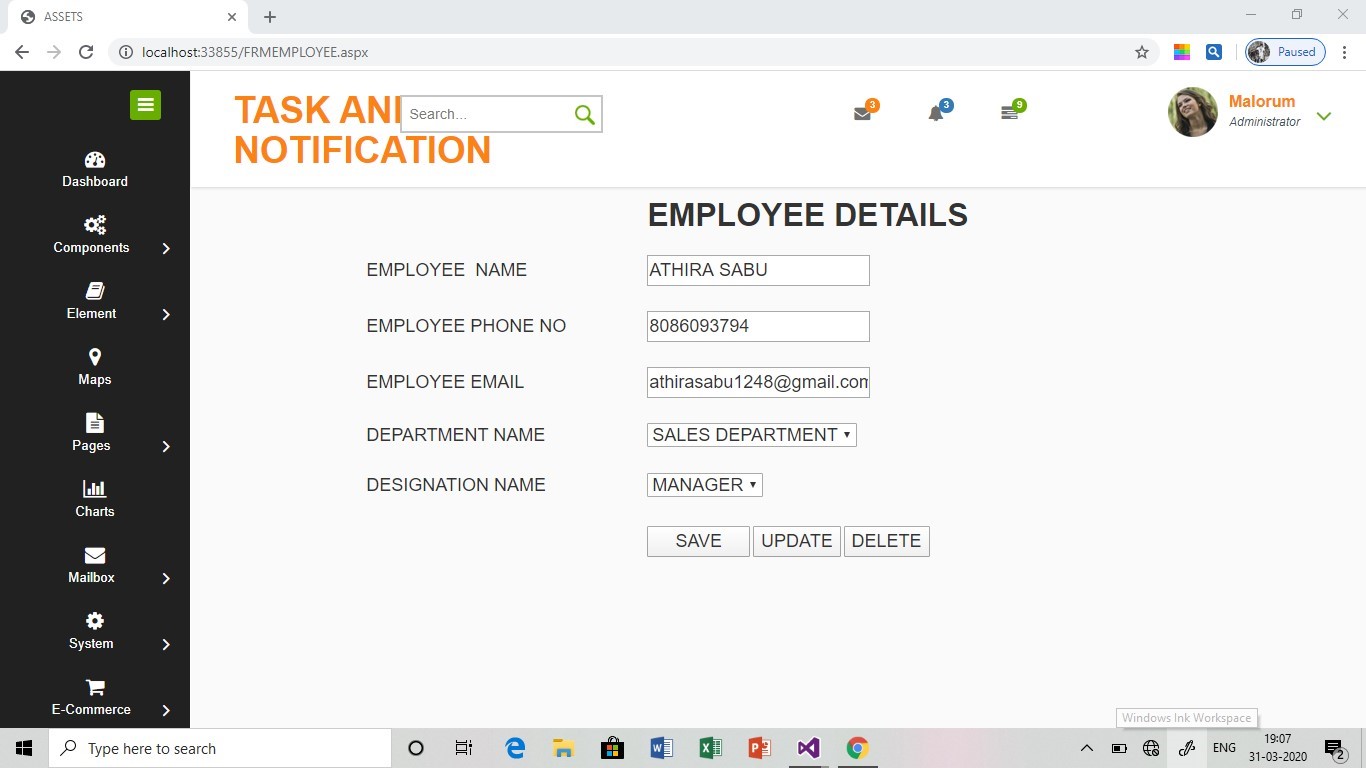 ASSETS
localhost:33855/FRMEMPLOYEE.aspx
Paused
TASK AN
NOTIFICATION
Search...
3
3
9
Malorum
Administrator
Dashboard
Components
Element
Maps
Pages
Charts
Mailbox
System
E-Commerce
EMPLOYEE DETAILS
EMPLOYEE  NAME ATHIRA SABU
EMPLOYEE PHONE NO 8086093794
EMPLOYEE EMAIL athirasabu1248@gmail.com
DEPARTMENT NAME SALES DEPARTMENT
DESIGNATION NAME MANAGER
SAVE UPDATE DELETE
Windows Ink Workspace
Type here to search
ENG
19:07
31-03-2020
2